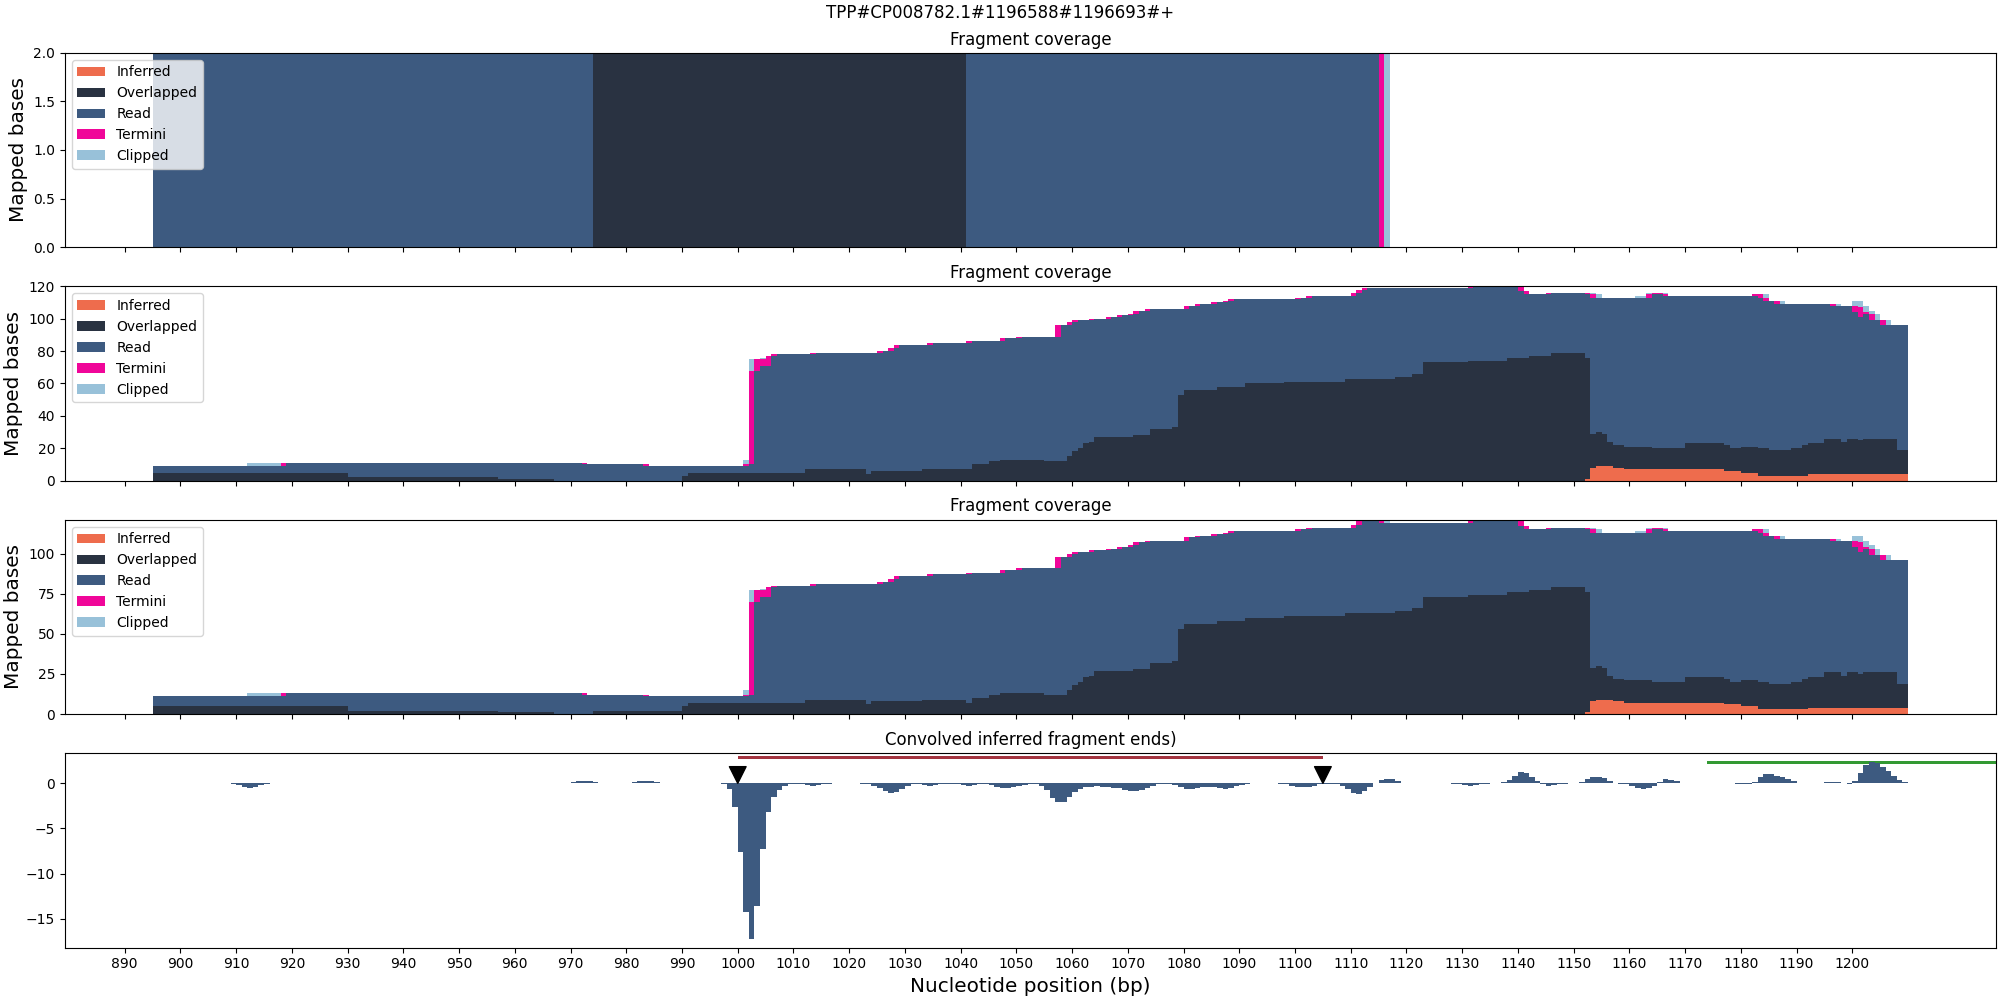 TPP#CP008782.1#1196588#1196693#+
Fragment coverage
Mapped bases
2.0
1.5
1.0
0.5
0.0
Inferred
Overlapped
Read
Termini
Clipped
Fragment coverage
Mapped bases
120
100
80
60
40
20
0
Inferred
Overlapped
Read
Termini
Clipped
Fragment coverage
Mapped bases
100
75
50
25
0
Inferred
Overlapped
Read
Termini
Clipped
Convolved inferred fragment ends)
0
−5
−10
−15
890 900 910 920 930 940 950 960 970 980 990 1000 1010 1020 1030 1040 1050 1060 1070 1080 1090 1100 1110 1120 1130 1140 1150 1160 1170 1180 1190 1200
Nucleotide position (bp)